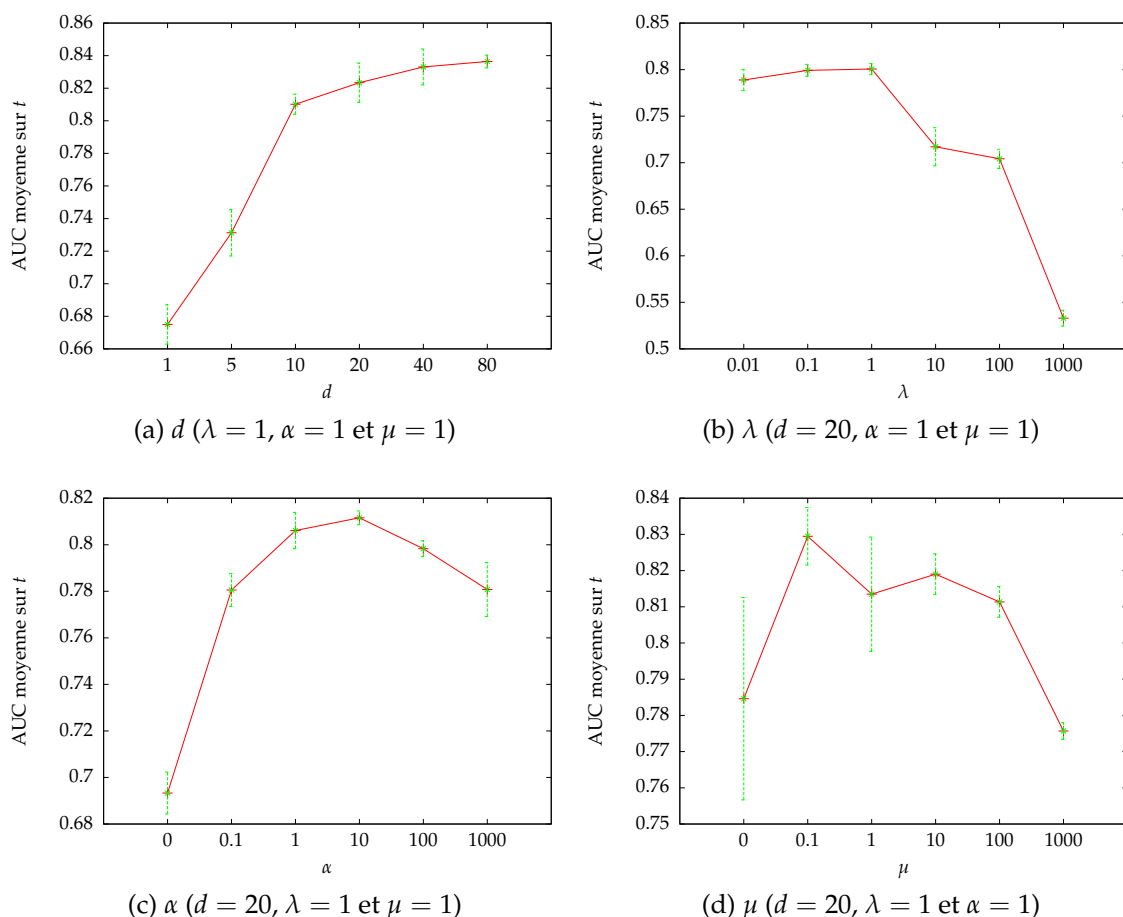 0.86
0.84
0.82
0.8
0.78
0.76
0.74
0.72
0.7
0.68
0.66
AUC moyenne sur t
1 5 10 20 40 80
d
(a) d (λ = 1, α = 1 et μ = 1)
0.85
0.8
0.75
0.7
0.65
0.6
0.55
0.5
AUC moyenne sur t
0.01 0.1 1 10 100 1000
λ
(b) λ (d = 20, α = 1 et μ = 1)
0.82
0.8
0.78
0.76
0.74
0.72
0.7
0.68
AUC moyenne sur t
0 0.1 1 10 100 1000
α
(c) α (d = 20, λ = 1 et μ = 1)
0.84
0.83
0.82
0.81
0.8
0.79
0.78
0.77
0.76
0.75
AUC moyenne sur t
0 0.1 1 10 100 1000
μ
(d) μ (d = 20, λ = 1 et α = 1)